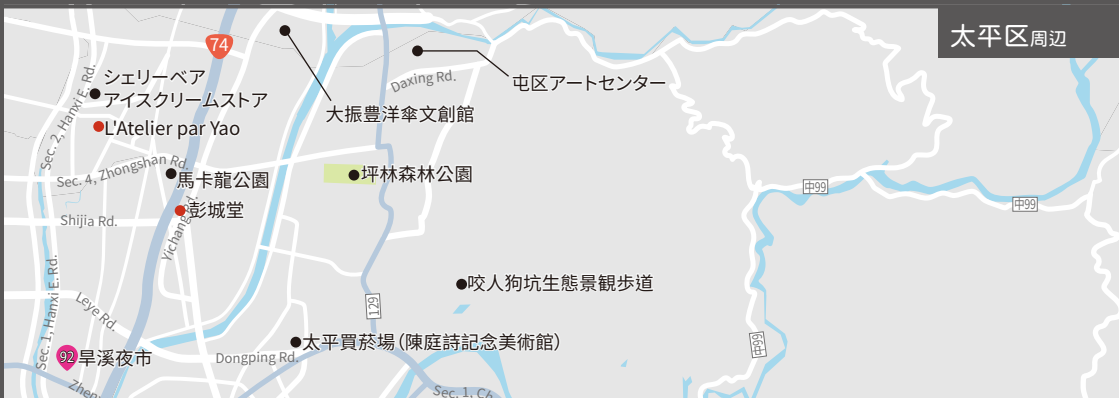 太平区周辺
74
シェリーベア
アイスクリームストア
L'Atelier par Yao
Sec. 2, Hanxi E. Rd.
大振豊洋傘文創館
Daxing Rd.
屯区アートセンター
Sec. 4, Zhongshan Rd.
馬卡龍公園
坪林森林公園
中99
中99
Shijia Rd.
彭城堂
Yichang Rd.
咬人狗坑生態景観歩道
129
Sec. 1, Hanxi E. Rd.
Leye Rd.
太平買菸場（陳庭詩記念美術館）
中99
92
旱溪夜市
Dongping Rd.
Sec. 1, Ch